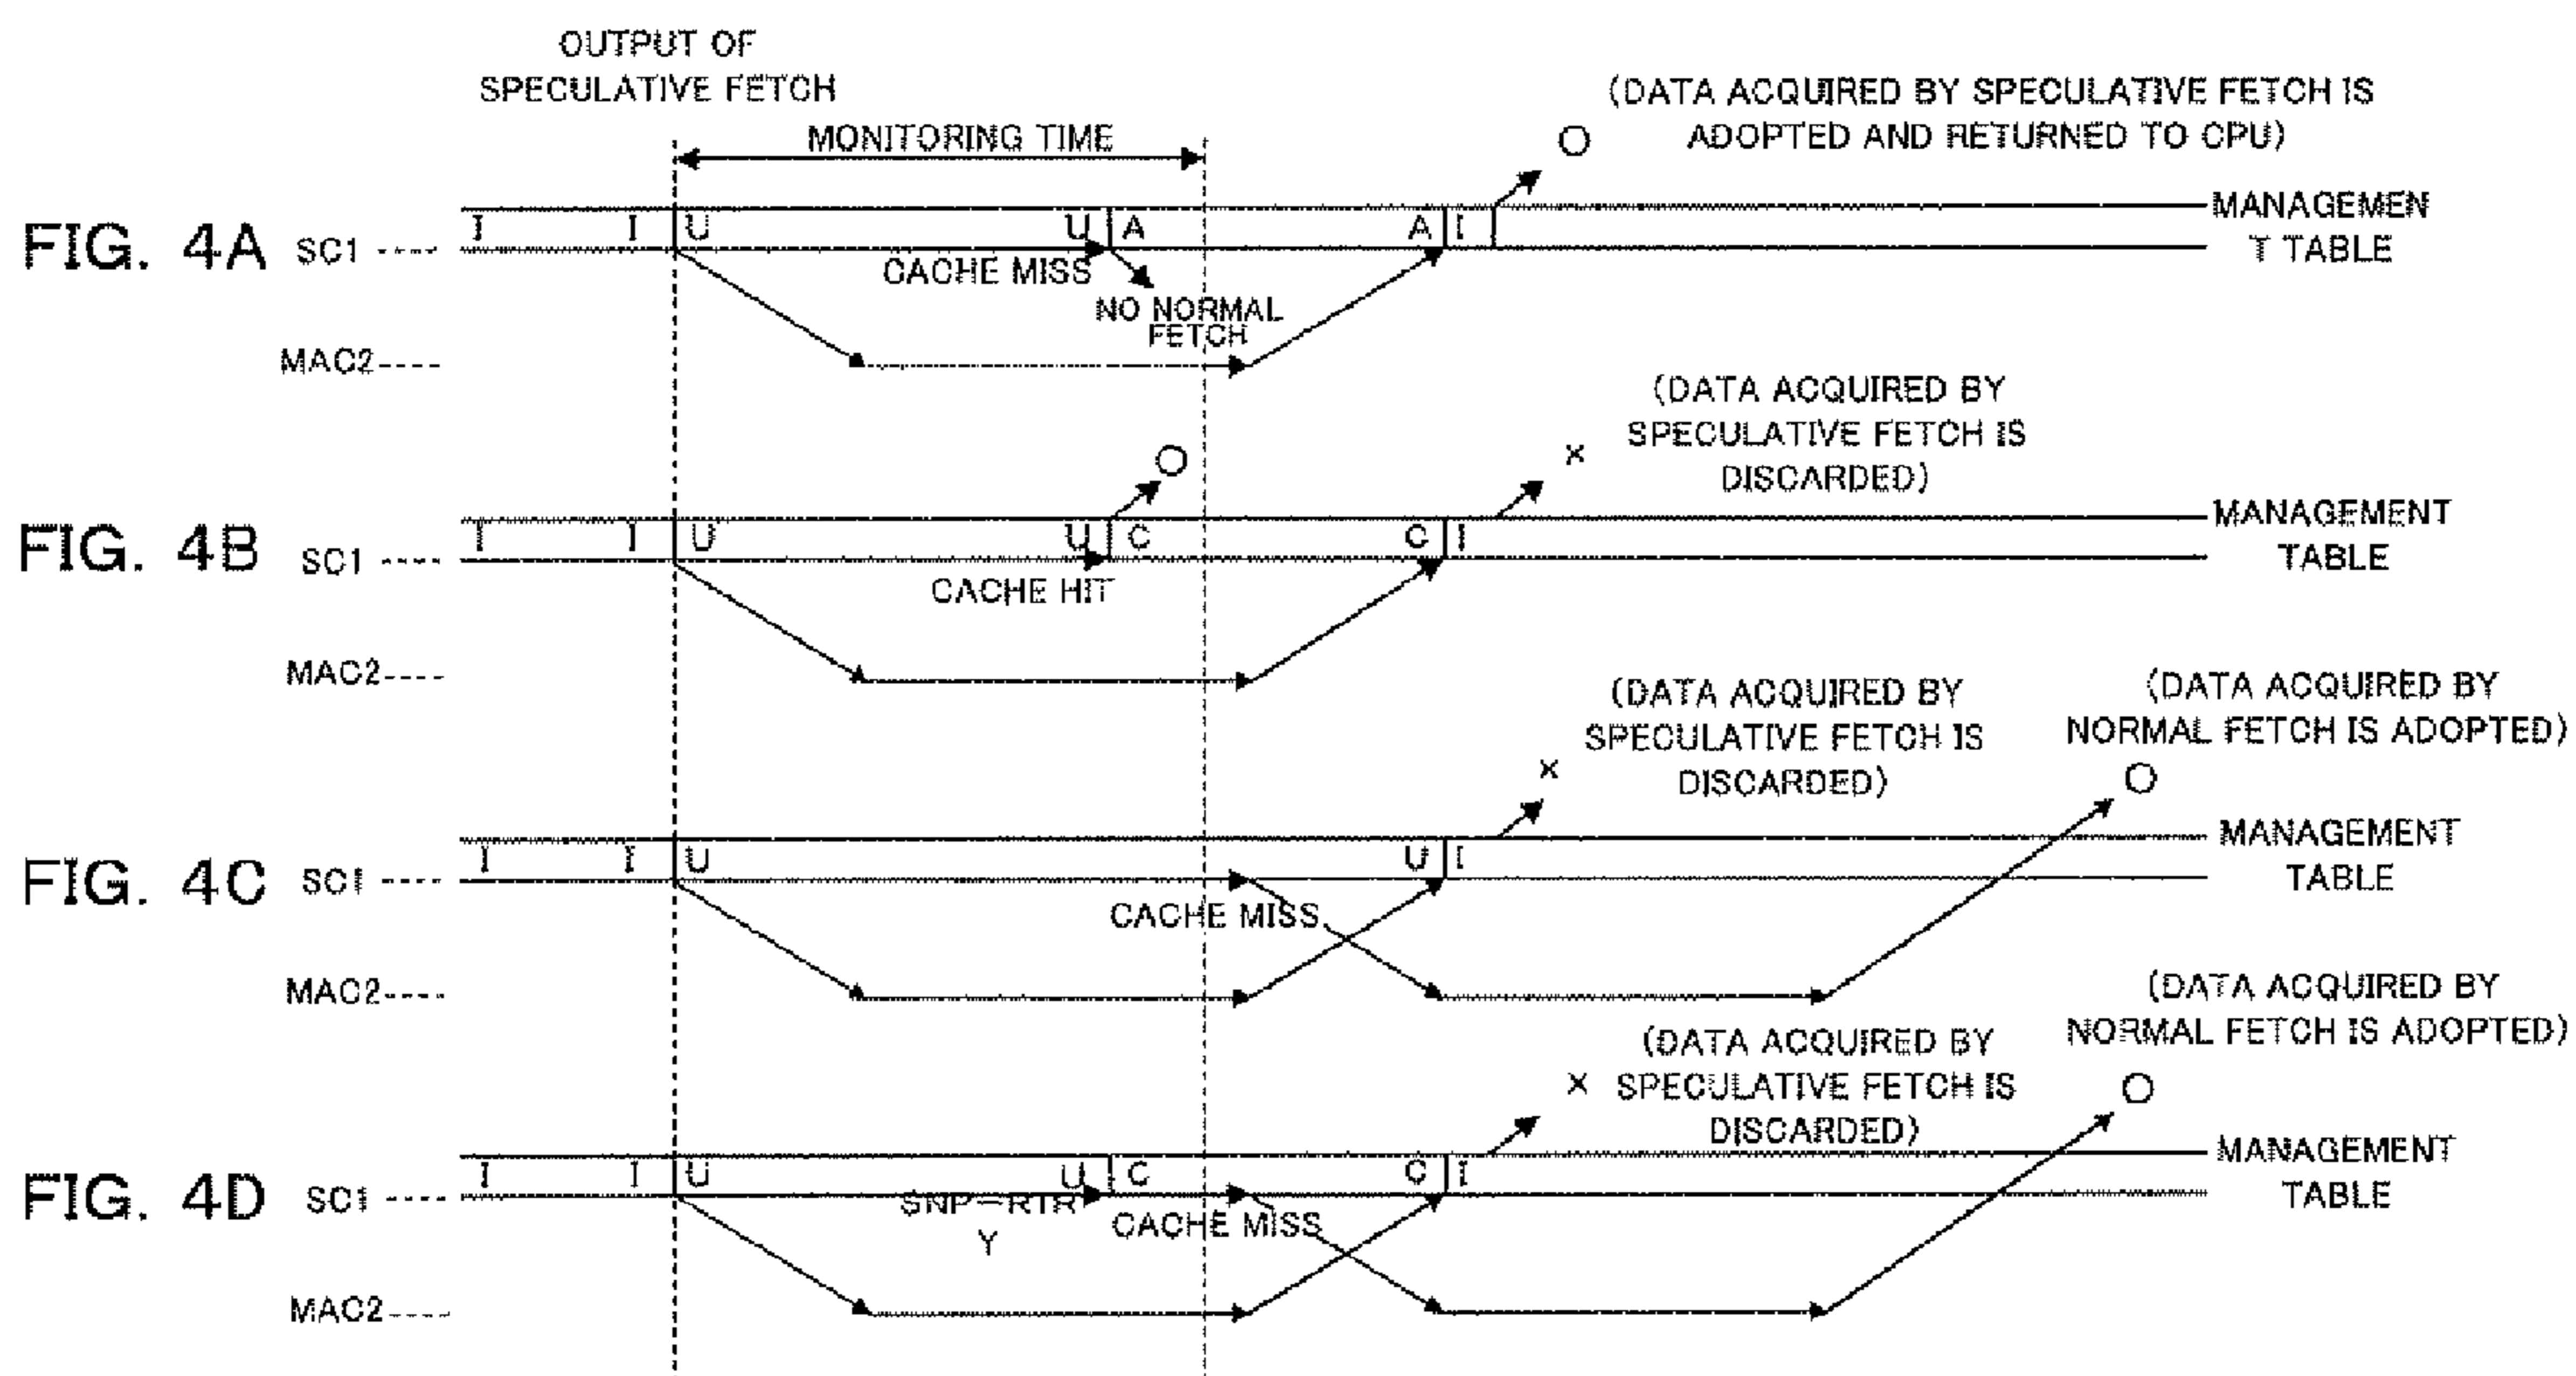 OUTPUT OF
SPECULATIVE FETCH
MONITORING TIME
(DATA ACQUIRED BY SPECULATIVE FETCH IS
ADOPTED AND RETURNED TO CPU)
O
FIG. 4A
SC1 ----
I I U U A A I
MANAGEMEN
T TABLE
CACHE MISS
NO NORMAL
FETCH
MAC2----
(DATA ACQUIRED BY
SPECULATIVE FETCH IS
DISCARDED)
O
×
FIG. 4B
SC1 ----
I I U U C C I
MANAGEMENT
TABLE
CACHE HIT
MAC2----
(DATA ACQUIRED BY
SPECULATIVE FETCH IS
DISCARDED)
×
(DATA ACQUIRED BY
NORMAL FETCH IS ADOPTED)
O
FIG. 4C
SC1 ----
I I U U I
MANAGEMENT
TABLE
CACHE MISS
MAC2----
(DATA ACQUIRED BY
× SPECULATIVE FETCH IS
DISCARDED)
(DATA ACQUIRED BY
NORMAL FETCH IS ADOPTED)
O
FIG. 4D
SC1 ----
I I U U C C I
MANAGEMENT
TABLE
SNP-RTR
Y
CACHE MISS
MAC2----